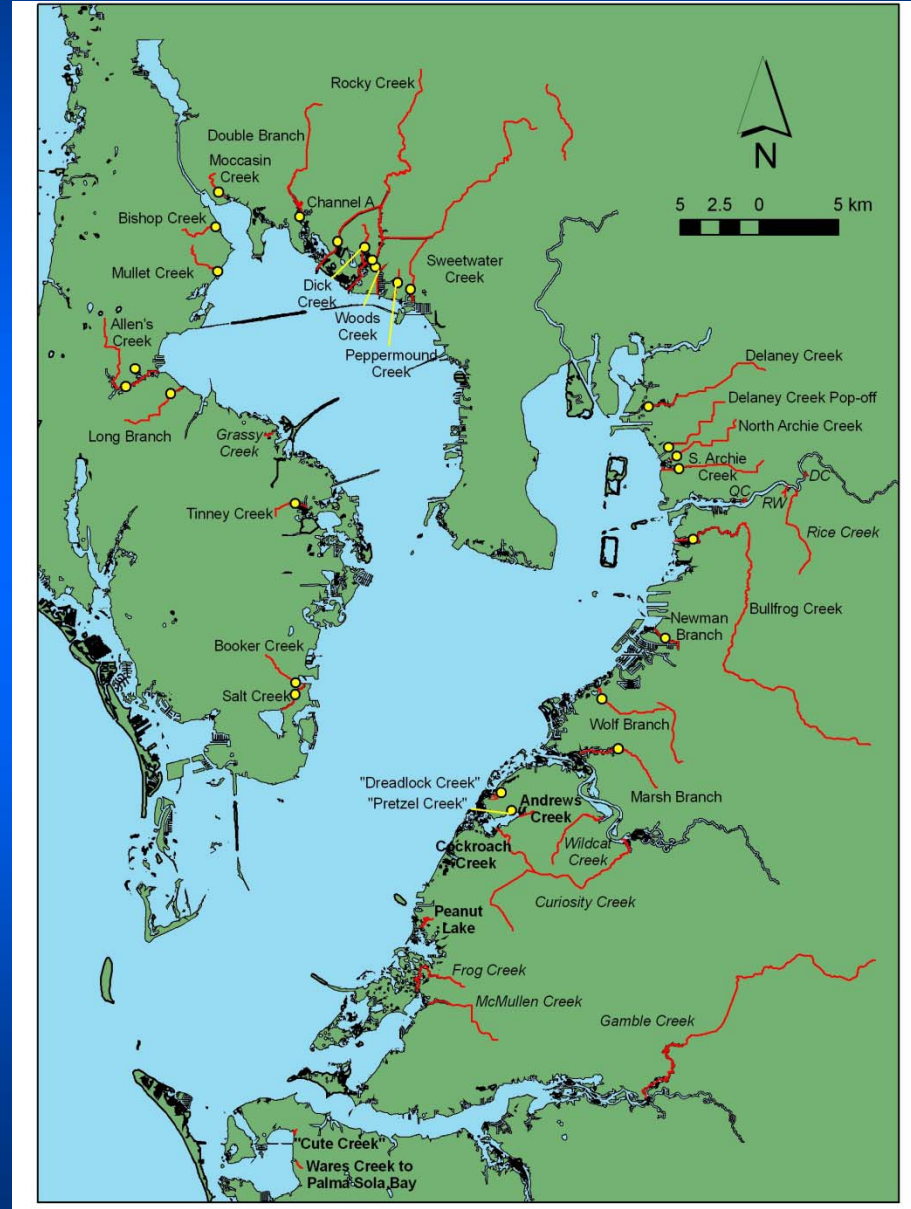 Rocky Creek
Double Branch
Moccasin
Creek
N
Channel A
5 2.5 0 5 km
Bishop Creek
Mullet Creek
Sweetwater
Creek
Dick
Creek
Woods
Creek
Peppermound
Creek
Allen's
Creek
Long Branch
Grassy
Creek
Delaney Creek
Delaney Creek Pop-off
North Archie Creek
S. Archie
Creek
DC
QC
RW
Rice Creek
Tinney Creek
Bullfrog Creek
Newman
Branch
Booker Creek
Salt Creek
Wolf Branch
Marsh Branch
"Dreadlock Creek"
"Pretzel Creek"
Andrews
Creek
Cockroach
Creek
Wildcat
Creek
Curiosity Creek
Peanut
Lake
Frog Creek
McMullen Creek
Gamble Creek
"Cute Creek"
Wares Creek to
Palma Sola Bay